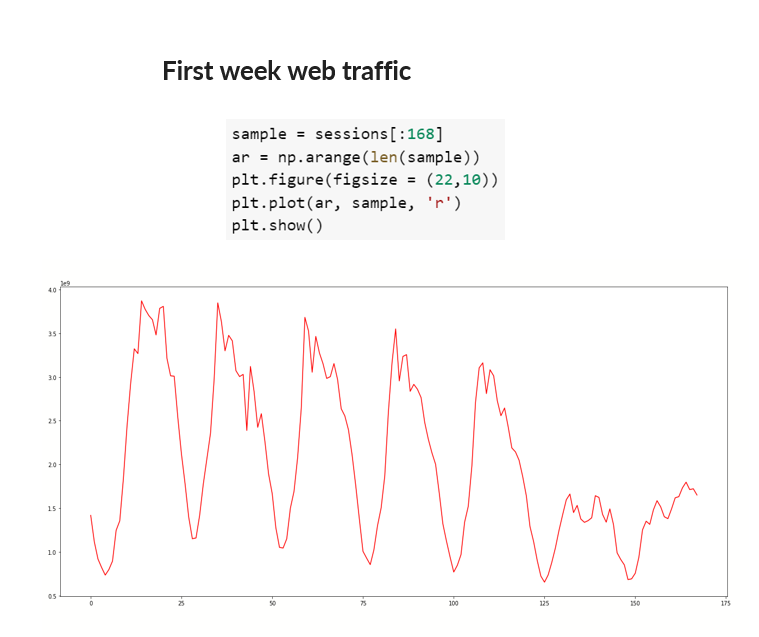 First week web traffic
sample = sessions[:168]
ar = np.arange(len(sample))
plt.figure(figsize = (22,10))
plt.plot(ar, sample, 'r')
plt.show()
1e9
4.0
3.5
3.0
2.5
2.0
1.5
1.0
0.5
0 25 50 75 100 125 150 175